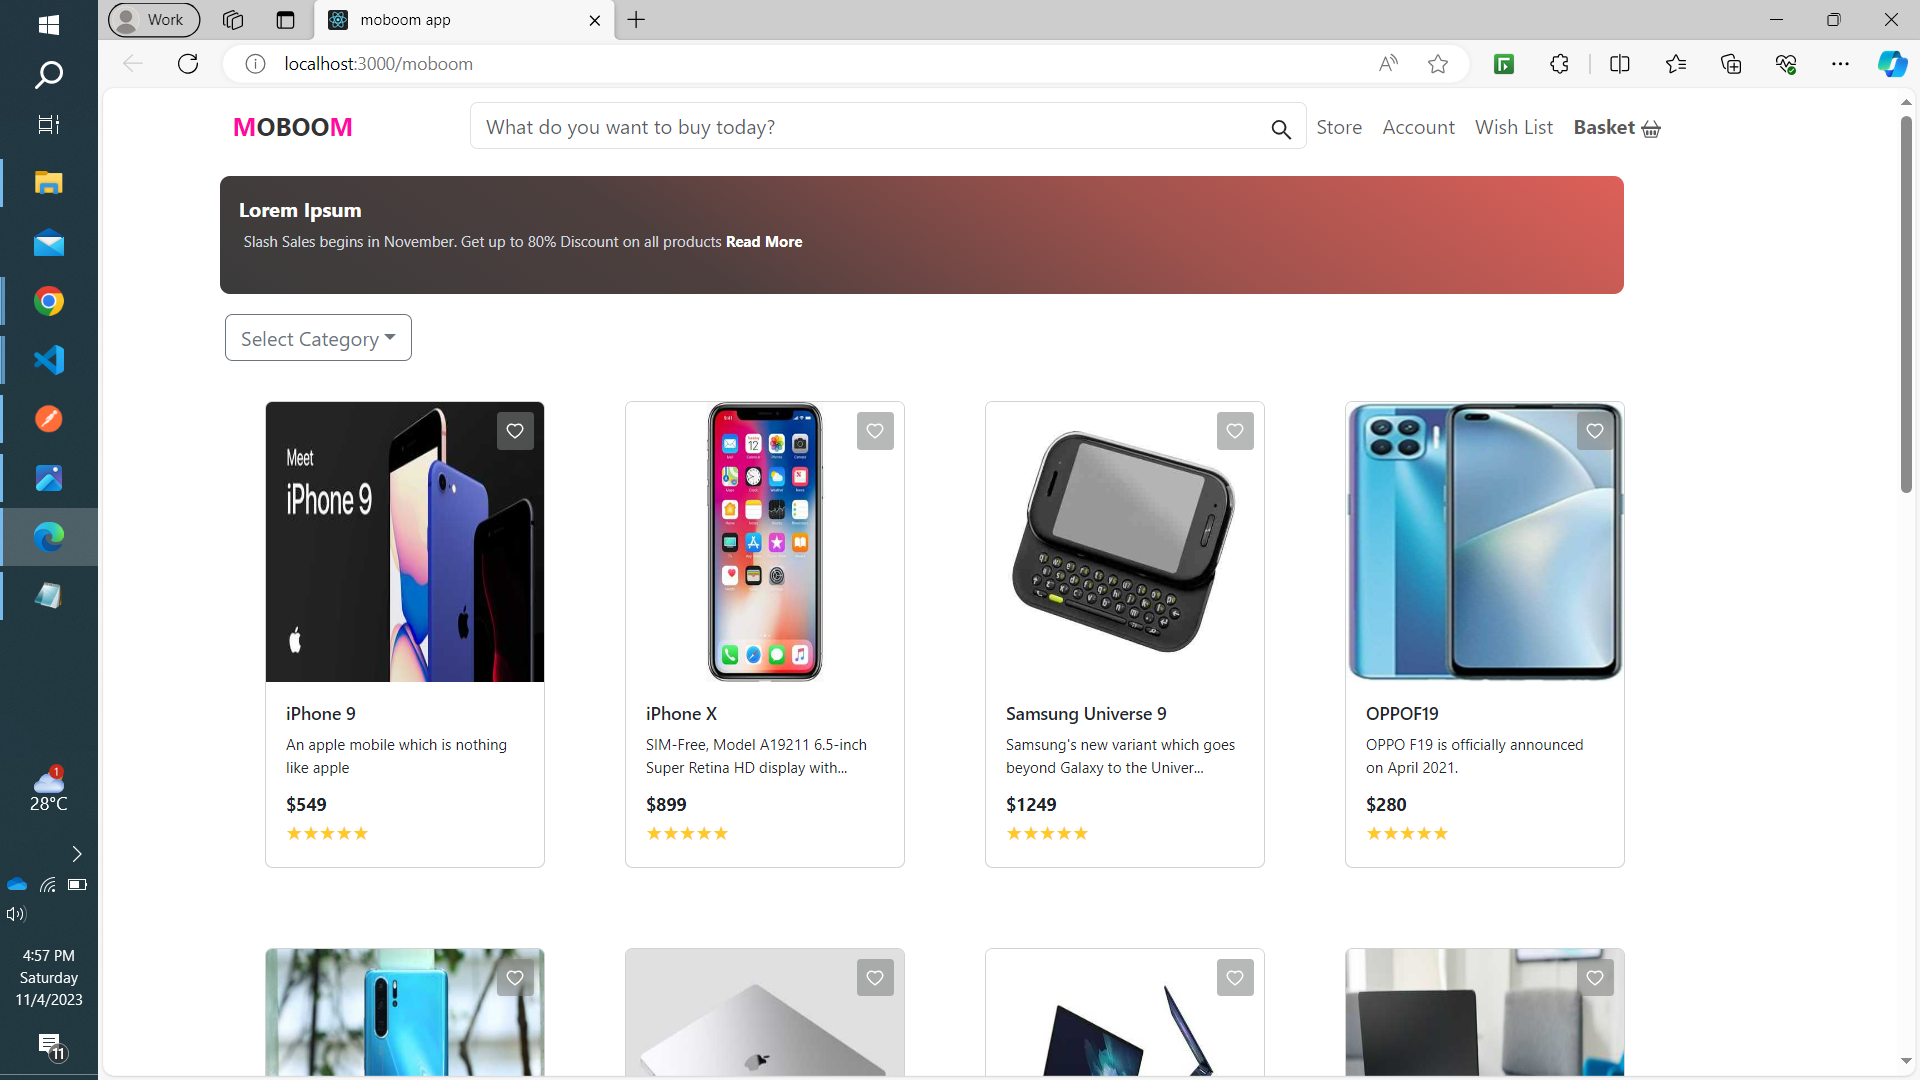 Work
moboom app
localhost:3000/moboom
MOBOOM
What do you want to buy today?
Store
Account
Wish List
Basket
Lorem Ipsum
Slash Sales begins in November. Get up to 80% Discount on all products Read More
Select Category
Meet
iPhone 9
iPhone 9
An apple mobile which is nothing
like apple
$549
iPhone X
SIM-Free, Model A19211 6.5-inch
Super Retina HD display with...
$899
Samsung Universe 9
Samsung's new variant which goes
beyond Galaxy to the Univer...
$1249
OPPOF19
OPPO F19 is officially announced
on April 2021.
$280
1
28°C
4:57 PM
Saturday
11/4/2023
11